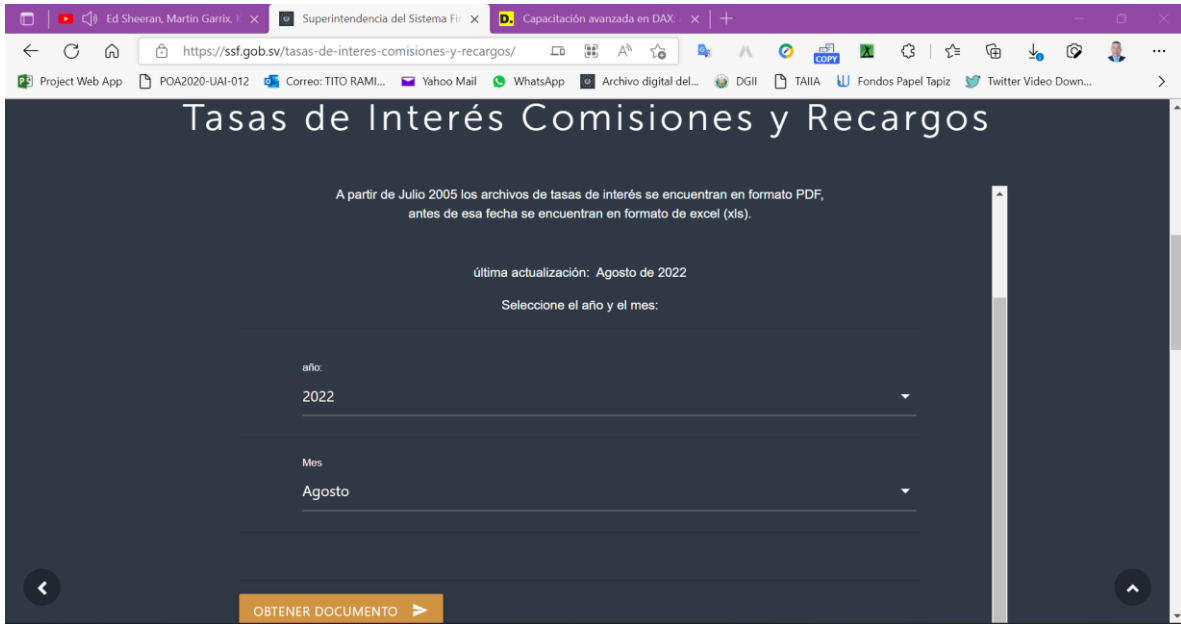 Ed Sheeran, Martin Garrix, K
Superintendencia del Sistema Fin
D. Capacitación avanzada en DAX:
https://ssf.gob.sv/tasas-de-interes-comisiones-y-recargos/
COPY
Project Web App
POA2020-UAI-012
Correo: TITO RAMI...
Yahoo Mail
WhatsApp
Archivo digital del...
DGII
TAIIA
Fondos Papel Tapiz
Twitter Video Down...
Tasas de Interés Comisiones y Recargos
A partir de Julio 2005 los archivos de tasas de interés se encuentran en formato PDF,
antes de esa fecha se encuentran en formato de excel (xls).
última actualización: Agosto de 2022
Seleccione el año y el mes:
año:
2022
Mes
Agosto
OBTENER DOCUMENTO